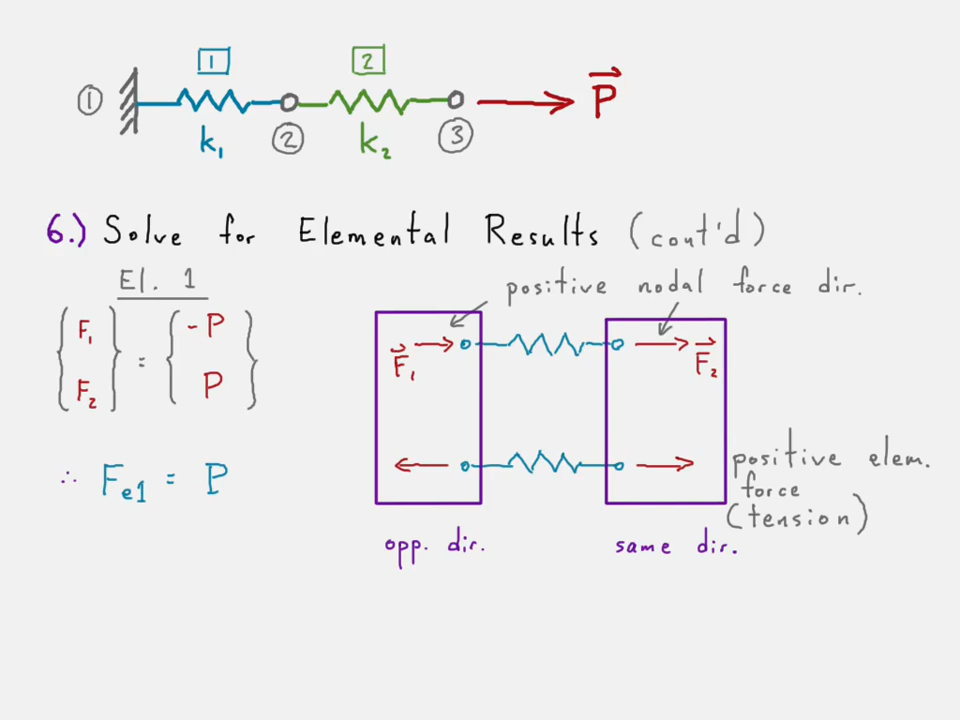 1 2
1 P
k1 2 k2 3
6.) Solve for Elemental Results (cont'd)
El. 1
positive nodal force dir.
F1 = -P
F2 P
F1 F2
∴ Fe1 = P
positive elem.
force
(tension)
opp. dir. same dir.